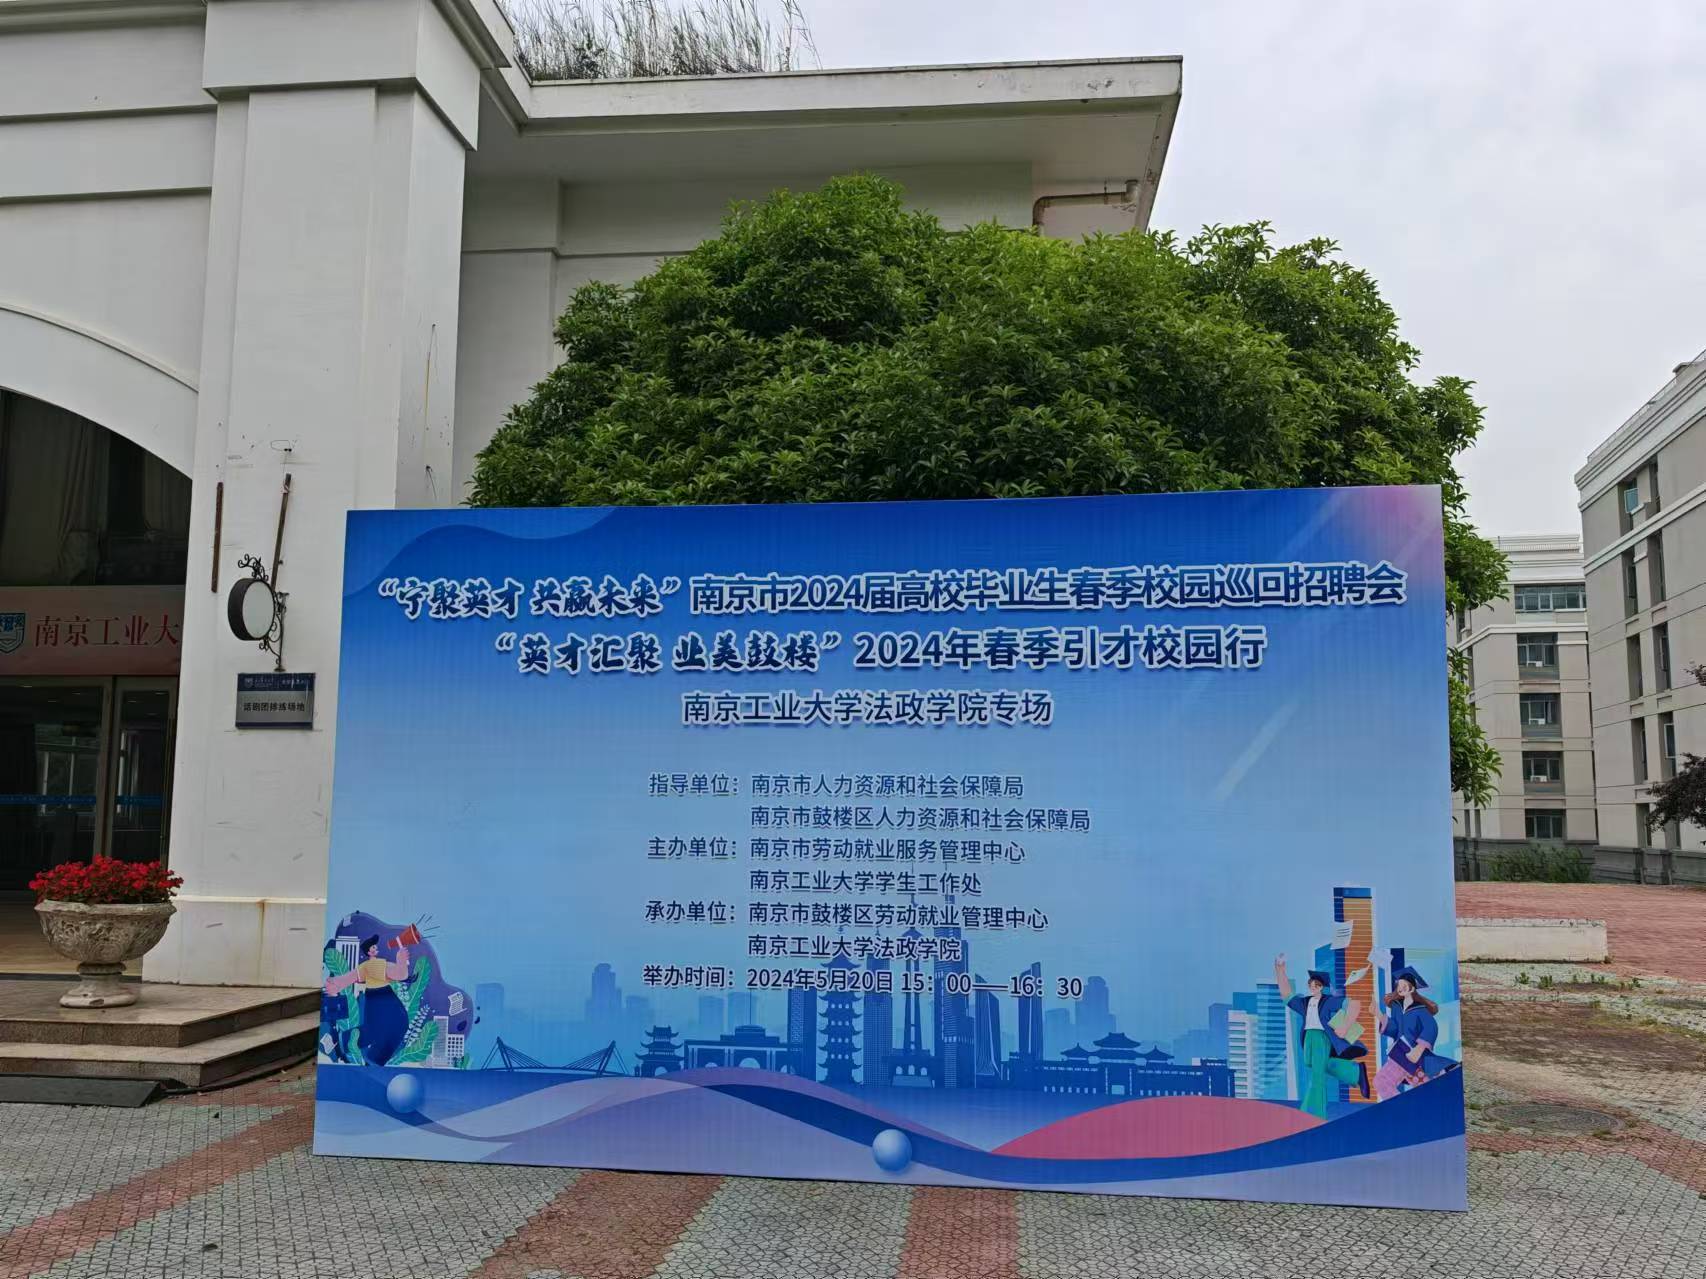 “宁聚英才 共赢未来”南京市2024届高校毕业生春季校园巡回招聘会
“英才汇聚 业美鼓楼”2024年春季引才校园行
南京工业大学法政学院专场
指导单位：南京市人力资源和社会保障局
南京市鼓楼区人力资源和社会保障局
主办单位：南京市劳动就业服务管理中心
南京工业大学学生工作处
承办单位：南京市鼓楼区劳动就业管理中心
南京工业大学法政学院
举办时间：2024年5月20日 15：00——16：30
南京工业大
话剧团排练场地